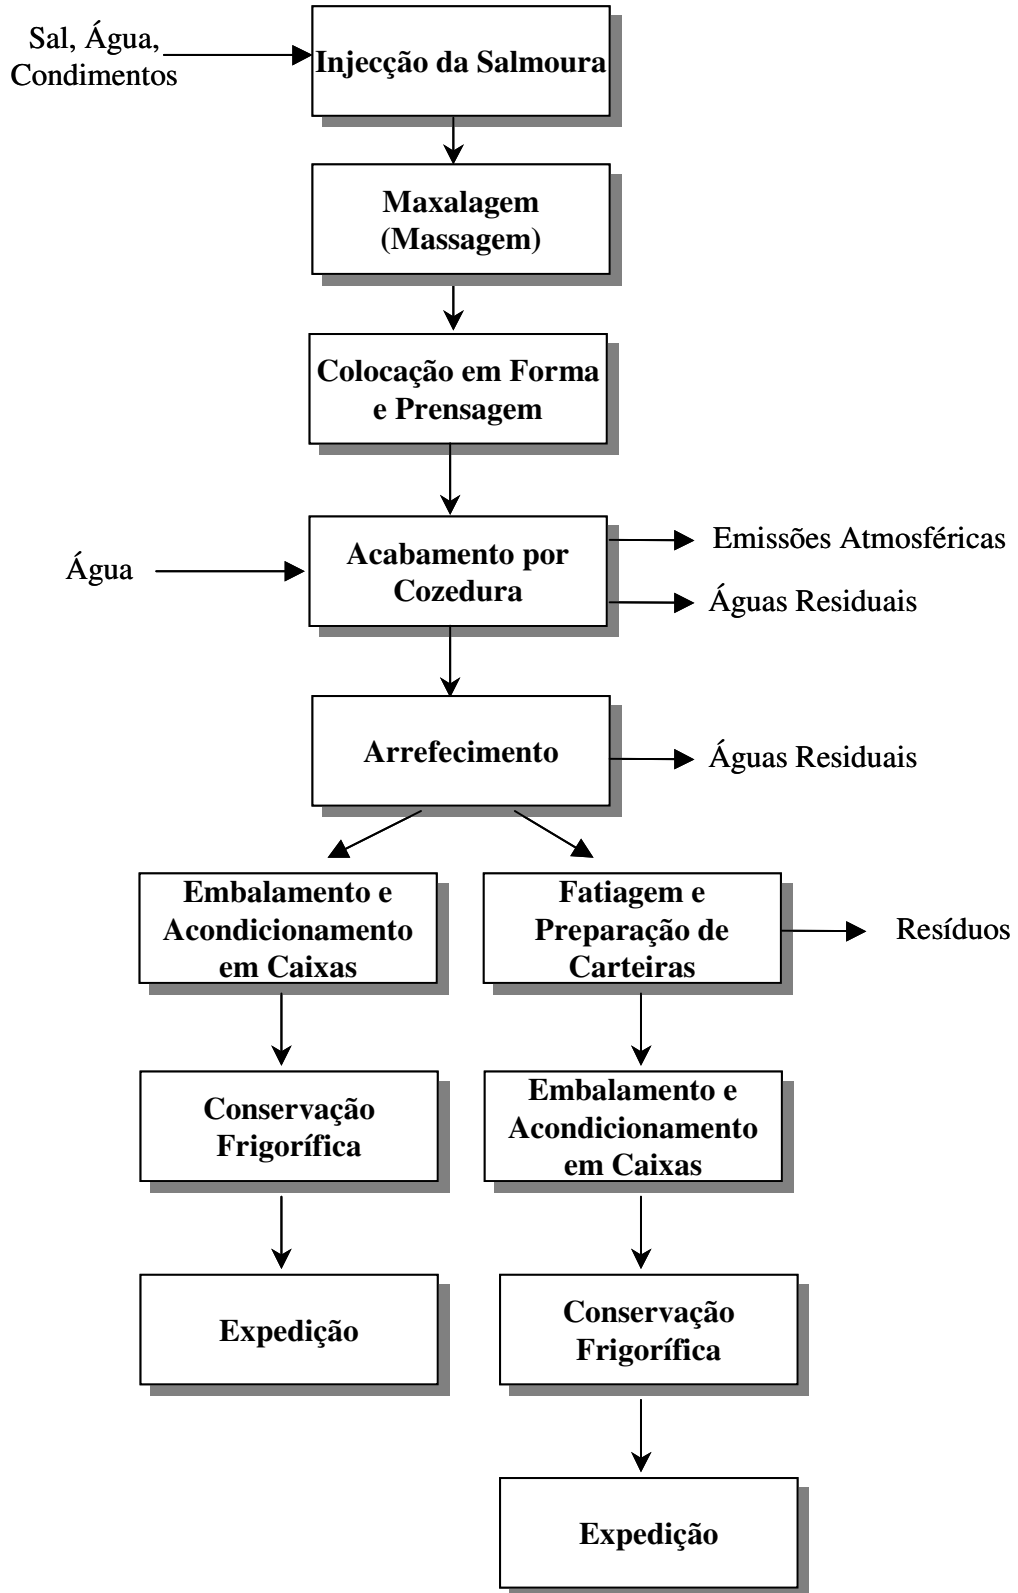 Sal, Água,
Condimentos
Injecção da Salmoura
Maxalagem
(Massagem)
Colocação em Forma
e Prensagem
Água
Acabamento por
Cozedura
Emissões Atmosféricas
Águas Residuais
Arrefecimento
Águas Residuais
Embalamento e
Acondicionamento
em Caixas
Fatiagem e
Preparação de
Carteiras
Resíduos
Conservação
Frigorífica
Embalamento e
Acondicionamento
em Caixas
Expedição
Conservação
Frigorífica
Expedição